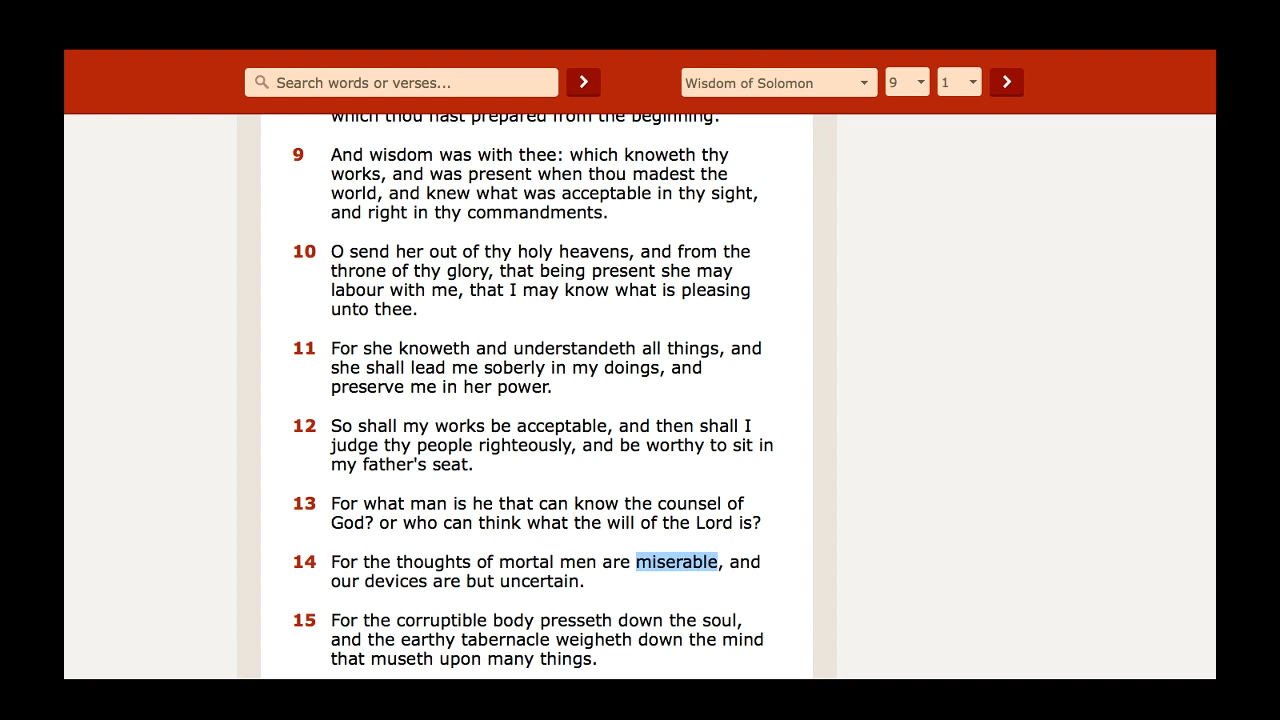 Search words or verses...
Wisdom of Solomon
9
1
which thou hast prepared from the beginning.
9 And wisdom was with thee: which knoweth thy
works, and was present when thou madest the
world, and knew what was acceptable in thy sight,
and right in thy commandments.
10 O send her out of thy holy heavens, and from the
throne of thy glory, that being present she may
labour with me, that I may know what is pleasing
unto thee.
11 For she knoweth and understandeth all things, and
she shall lead me soberly in my doings, and
preserve me in her power.
12 So shall my works be acceptable, and then shall I
judge thy people righteously, and be worthy to sit in
my father's seat.
13 For what man is he that can know the counsel of
God? or who can think what the will of the Lord is?
14 For the thoughts of mortal men are miserable, and
our devices are but uncertain.
15 For the corruptible body presseth down the soul,
and the earthy tabernacle weigheth down the mind
that museth upon many things.